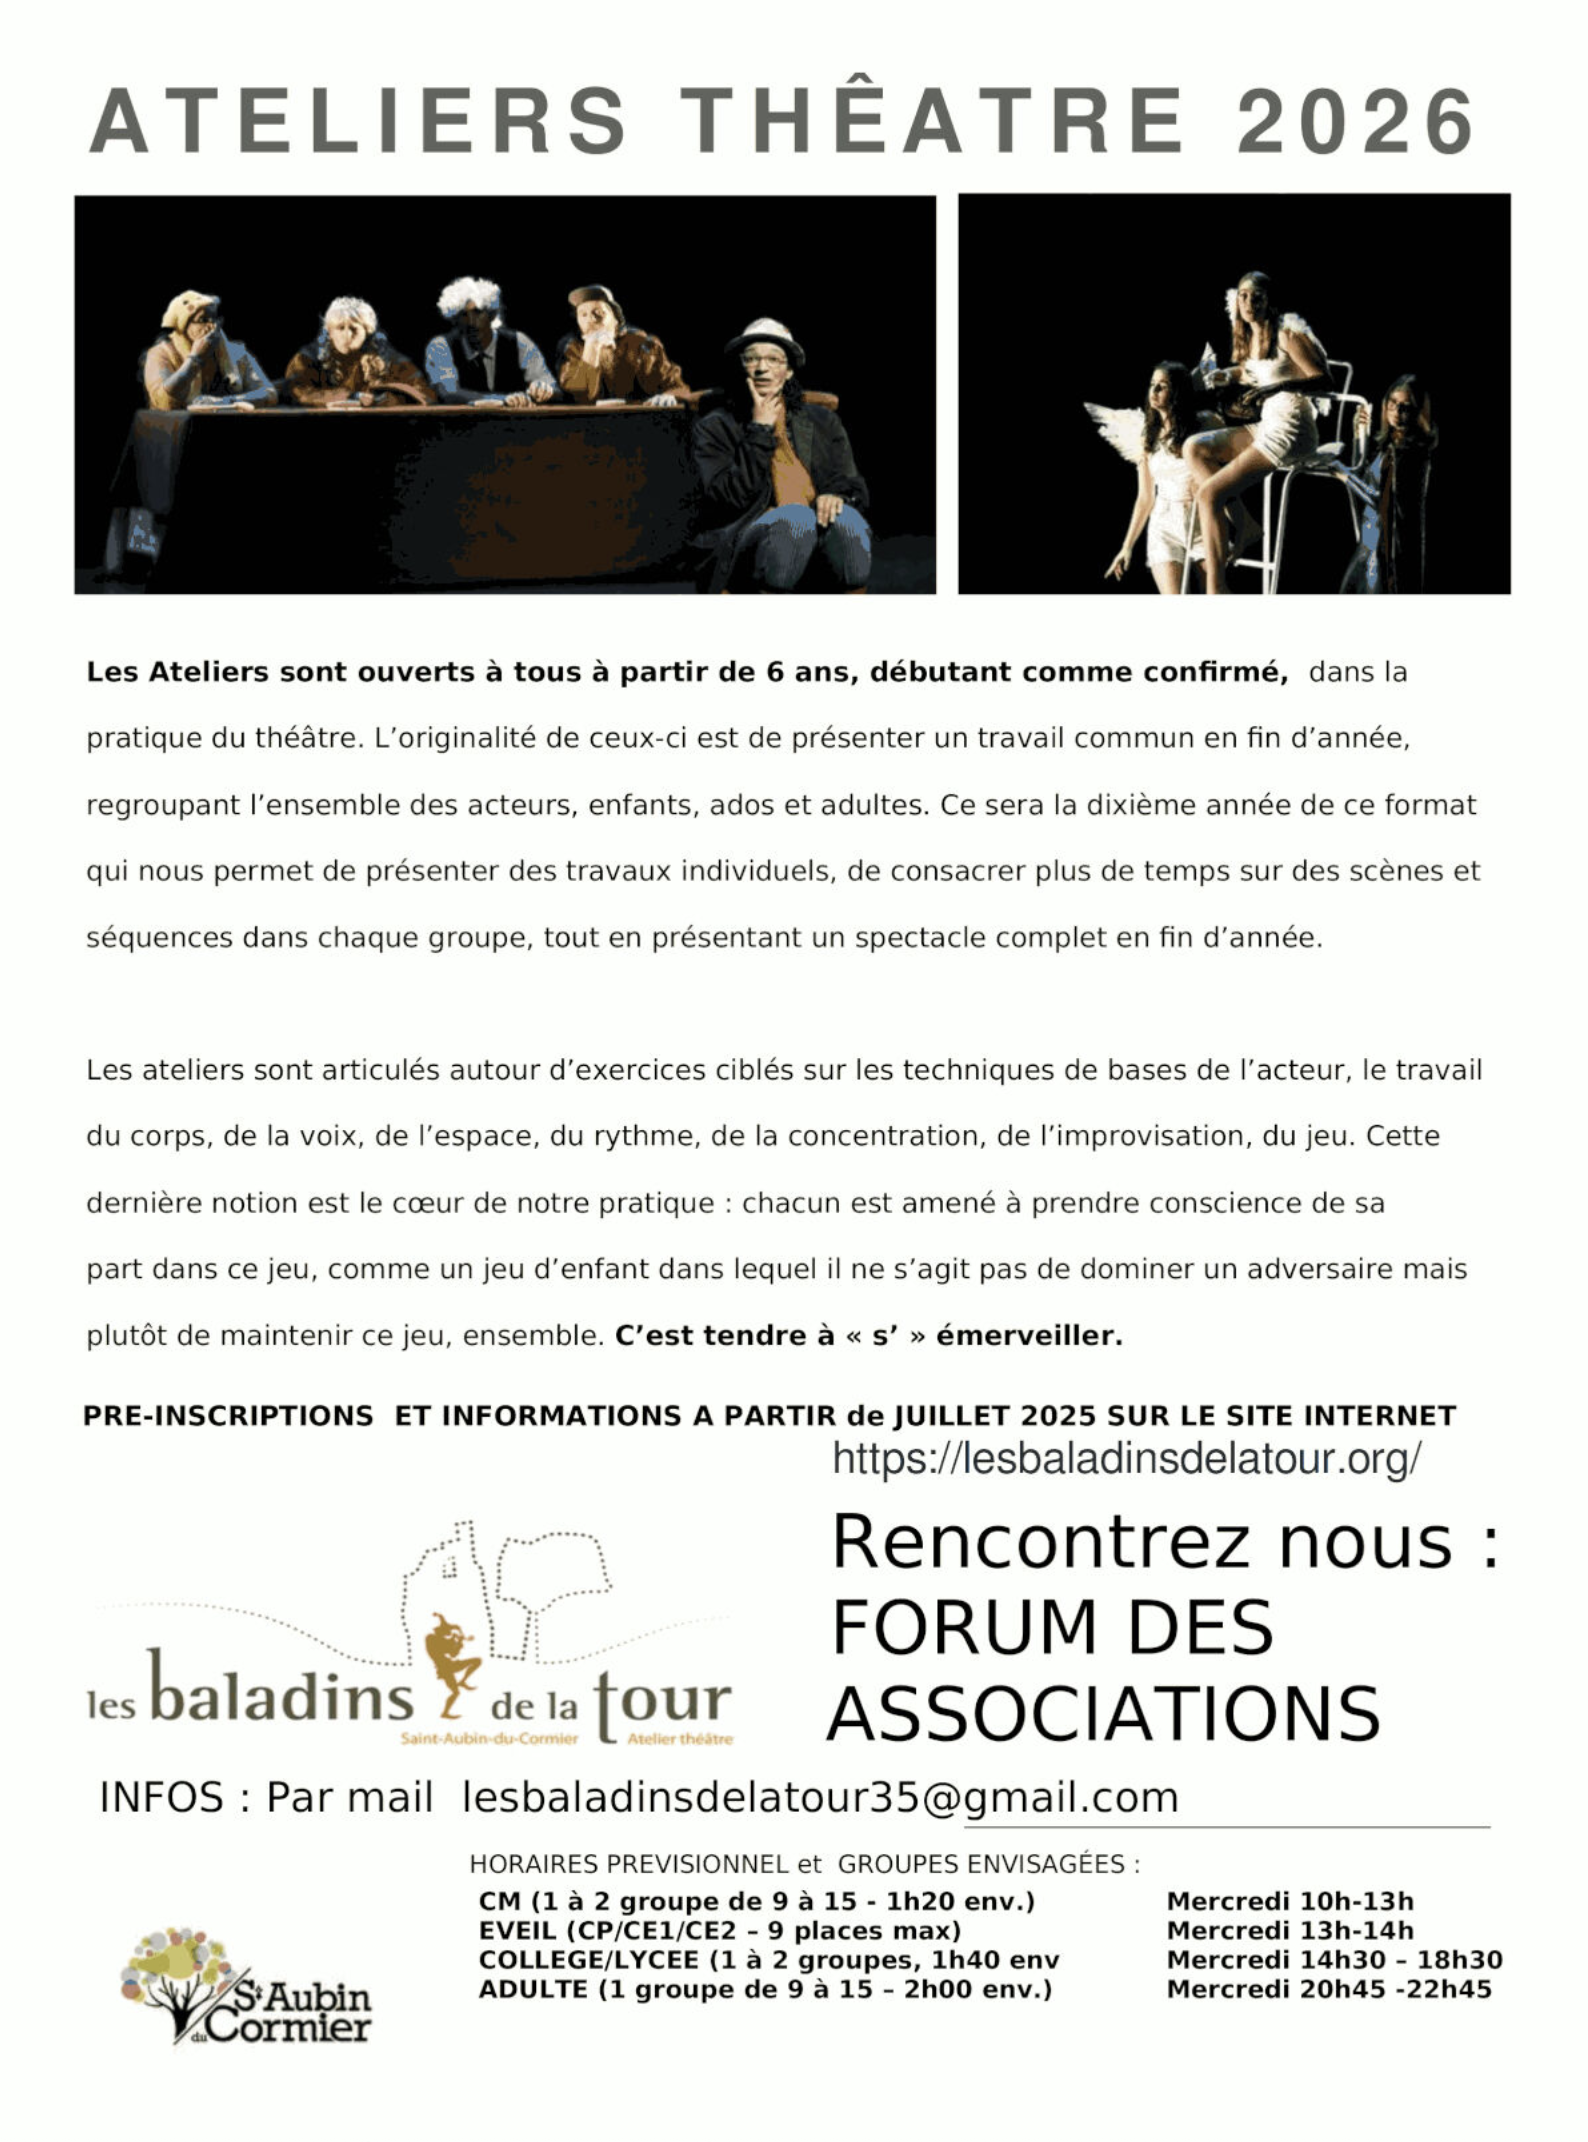 ATELIERS THÊATRE 2026
Les Ateliers sont ouverts à tous à partir de 6 ans, débutant comme confirmé, dans la
pratique du théâtre. L’originalité de ceux-ci est de présenter un travail commun en fin d’année,
regroupant l’ensemble des acteurs, enfants, ados et adultes. Ce sera la dixième année de ce format
qui nous permet de présenter des travaux individuels, de consacrer plus de temps sur des scènes et
séquences dans chaque groupe, tout en présentant un spectacle complet en fin d’année.
Les ateliers sont articulés autour d’exercices ciblés sur les techniques de bases de l’acteur, le travail
du corps, de la voix, de l’espace, du rythme, de la concentration, de l’improvisation, du jeu. Cette
dernière notion est le cœur de notre pratique : chacun est amené à prendre conscience de sa
part dans ce jeu, comme un jeu d’enfant dans lequel il ne s’agit pas de dominer un adversaire mais
plutôt de maintenir ce jeu, ensemble. C’est tendre à « s’ » émerveiller.
PRE-INSCRIPTIONS ET INFORMATIONS A PARTIR de JUILLET 2025 SUR LE SITE INTERNET
https://lesbaladinsdelatour.org/
Rencontrez nous :
FORUM DES
ASSOCIATIONS
les baladins de la tour
Saint-Aubin-du-Cormier Atelier théâtre
INFOS : Par mail lesbaladinsdelatour35@gmail.com
HORAIRES PREVISIONNEL et GROUPES ENVISAGÉES :
CM (1 à 2 groupe de 9 à 15 - 1h20 env.) Mercredi 10h-13h
EVEIL (CP/CE1/CE2 – 9 places max) Mercredi 13h-14h
COLLEGE/LYCEE (1 à 2 groupes, 1h40 env Mercredi 14h30 – 18h30
ADULTE (1 groupe de 9 à 15 – 2h00 env.) Mercredi 20h45 -22h45
St Aubin
du Cormier